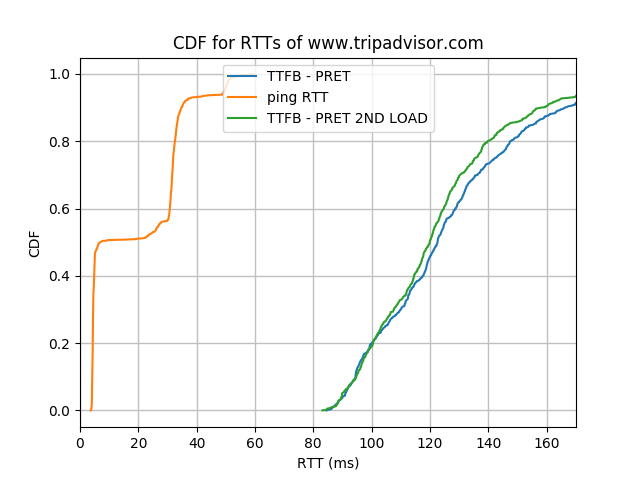 CDF for RTTs of www.tripadvisor.com
TTFB - PRET
ping RTT
TTFB - PRET 2ND LOAD
1.0
0.8
0.6
0.4
0.2
0.0
CDF
0 20 40 60 80 100 120 140 160
RTT (ms)